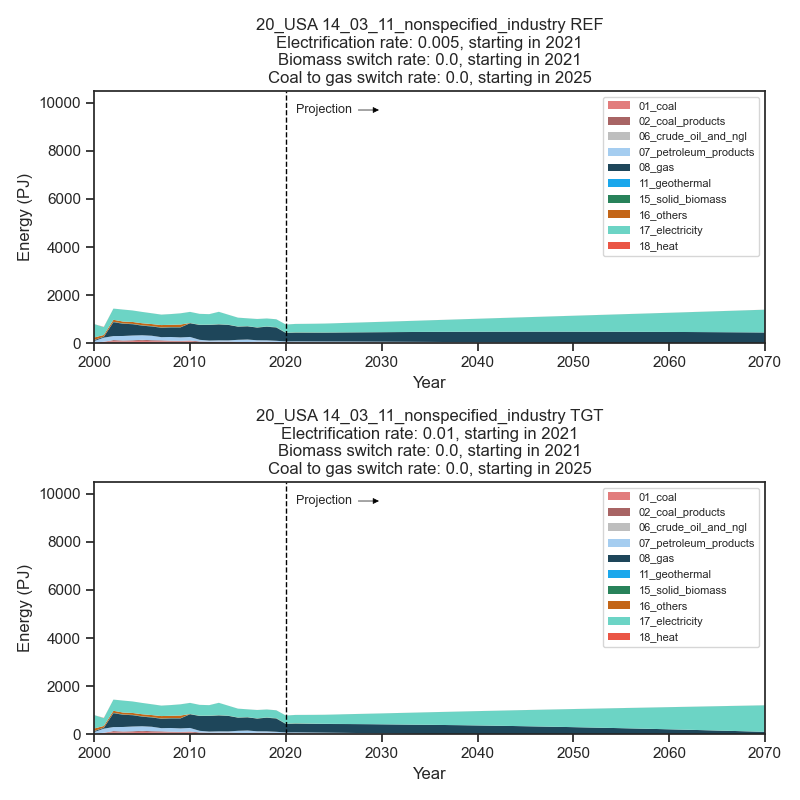 20_USA 14_03_11_nonspecified_industry REF
Electrification rate: 0.005, starting in 2021
Biomass switch rate: 0.0, starting in 2021
Coal to gas switch rate: 0.0, starting in 2025
10000
8000
6000
4000
2000
0
Energy (PJ)
Projection
01_coal
02_coal_products
06_crude_oil_and_ngl
07_petroleum_products
08_gas
11_geothermal
15_solid_biomass
16_others
17_electricity
18_heat
2000 2010 2020 2030 2040 2050 2060 2070
Year
20_USA 14_03_11_nonspecified_industry TGT
Electrification rate: 0.01, starting in 2021
Biomass switch rate: 0.0, starting in 2021
Coal to gas switch rate: 0.0, starting in 2025
10000
8000
6000
4000
2000
0
Energy (PJ)
Projection
01_coal
02_coal_products
06_crude_oil_and_ngl
07_petroleum_products
08_gas
11_geothermal
15_solid_biomass
16_others
17_electricity
18_heat
2000 2010 2020 2030 2040 2050 2060 2070
Year